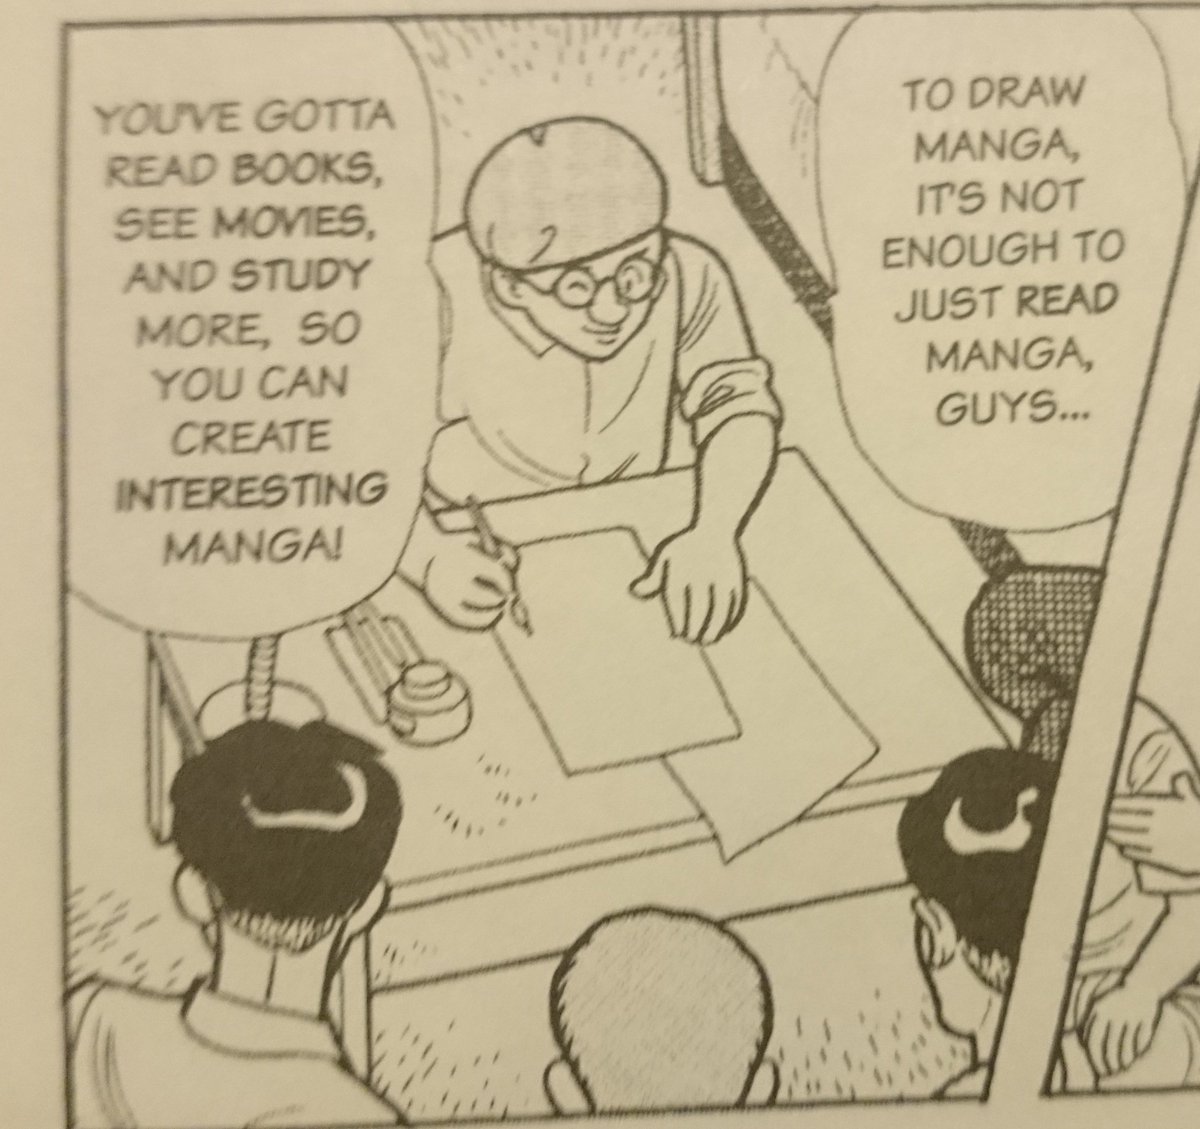 TO DRAW
MANGA,
IT'S NOT
ENOUGH TO
JUST READ
MANGA,
GUYS...
YOU'VE GOTTA
READ BOOKS,
SEE MOVIES,
AND STUDY
MORE, SO
YOU CAN
CREATE
INTERESTING
MANGA!